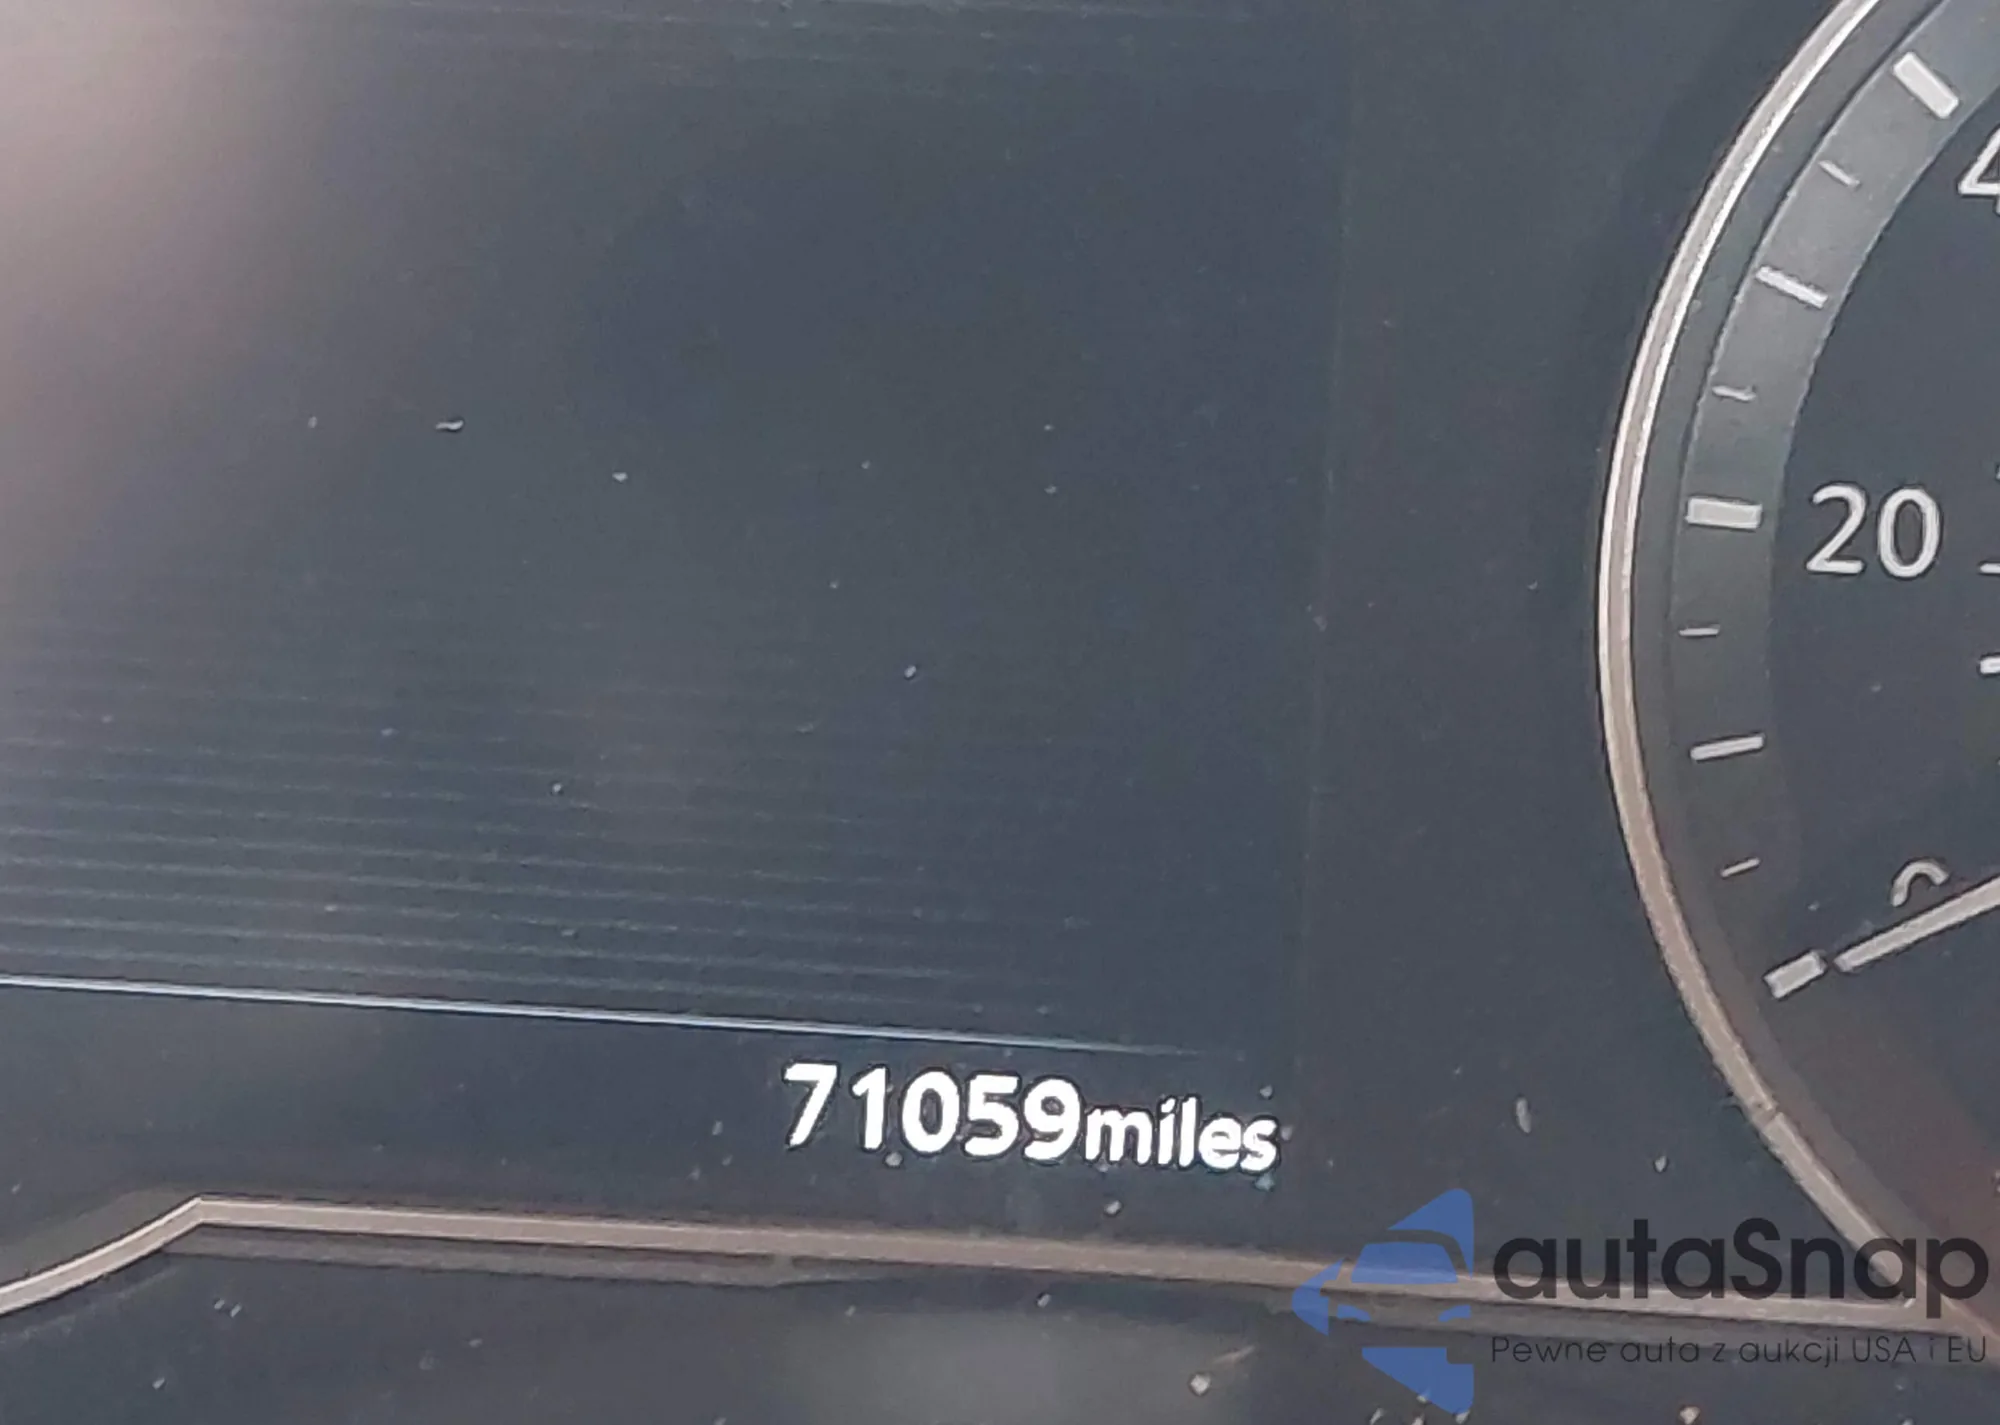 20
71059miles
autaSnap
Pewne auta z aukcji USA i EU